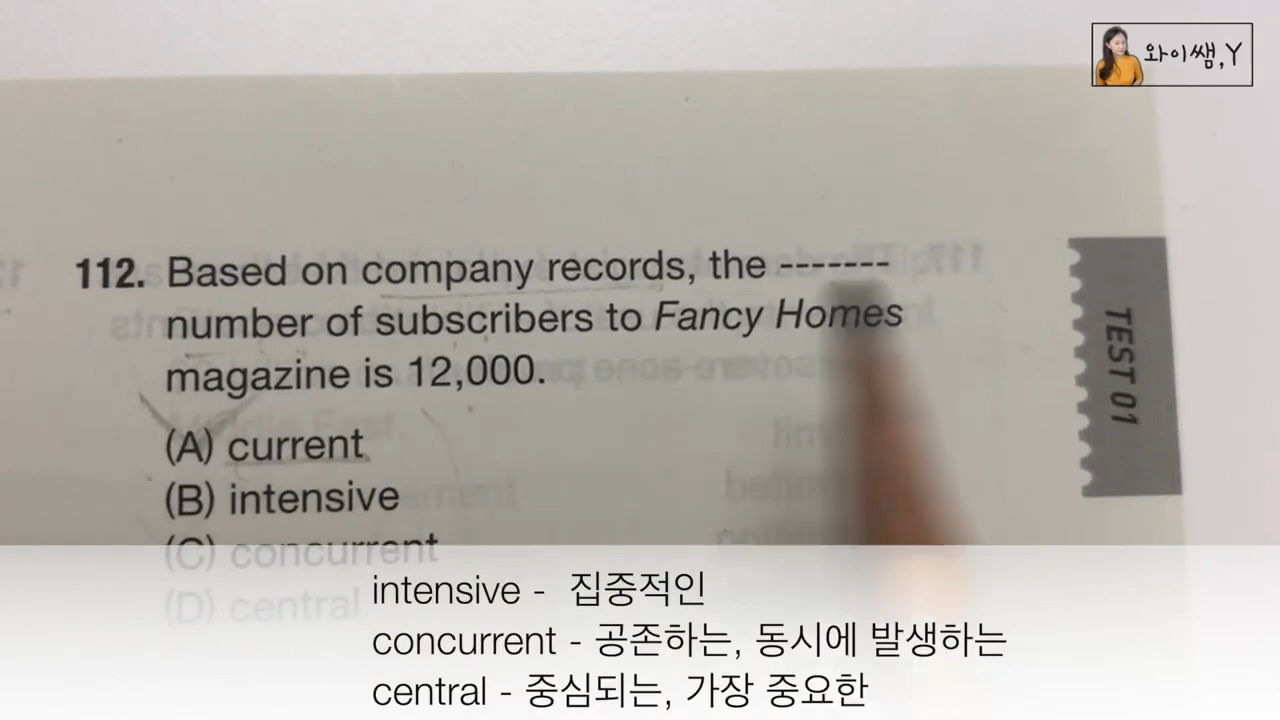 와이쌤,Y
112. Based on company records, the -------
number of subscribers to Fancy Homes
magazine is 12,000.
(A) current
(B) intensive
(C) concurrent
(D) central
TEST 01
intensive - 집중적인
concurrent - 공존하는, 동시에 발생하는
central - 중심되는, 가장 중요한